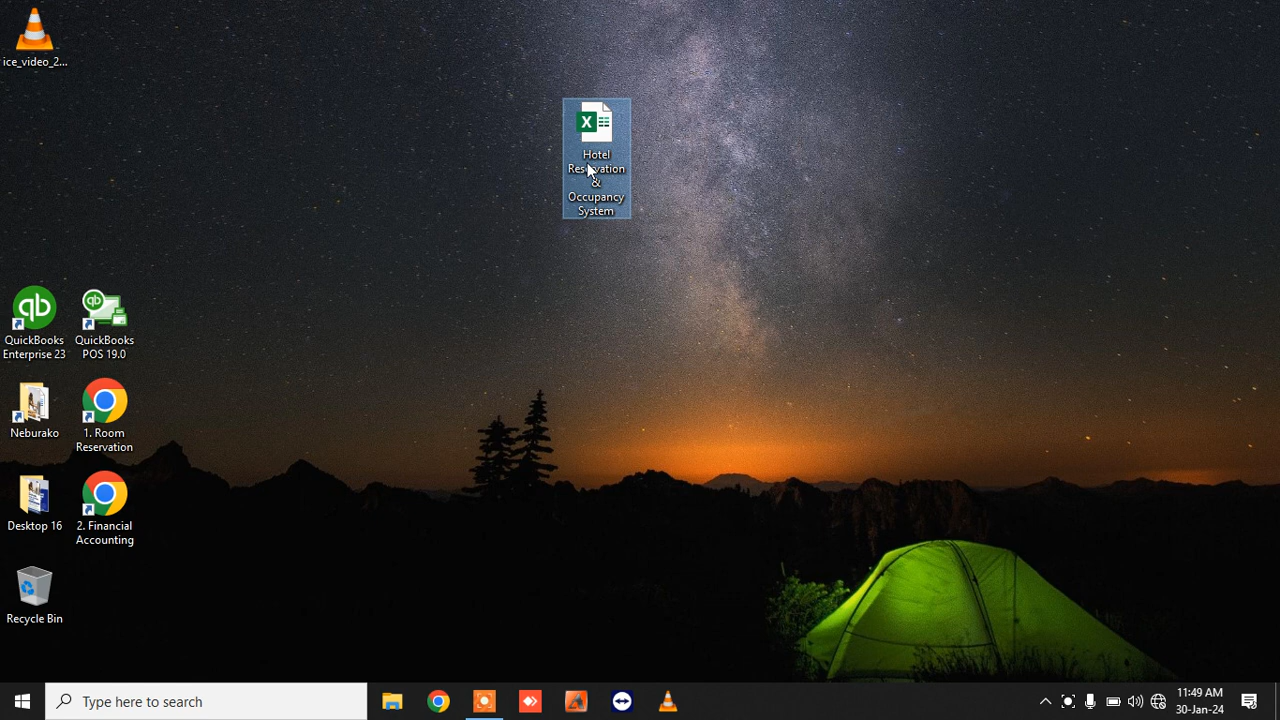 ice_video_2...
Hotel
Reservation
&
Occupancy
System
QuickBooks
Enterprise 23
QuickBooks
POS 19.0
Neburako
1. Room
Reservation
Desktop 16
2. Financial
Accounting
Recycle Bin
Type here to search
11:49 AM
30-Jan-24